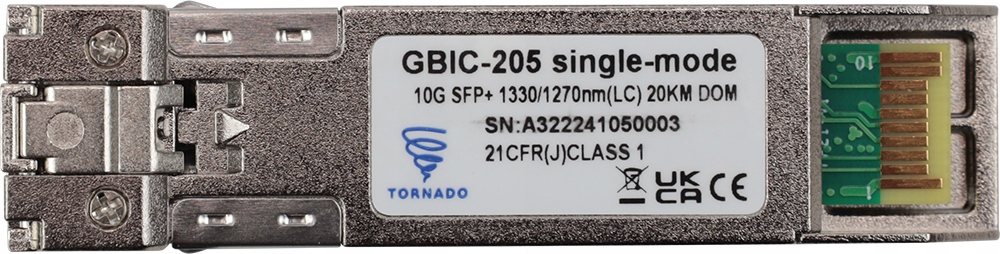 GBIC-205 single-mode
10G SFP+ 1330/1270nm(LC) 20KM DOM
SN:A322241050003
21CFR(J)CLASS 1
TORNADO
UK
CA CE
10